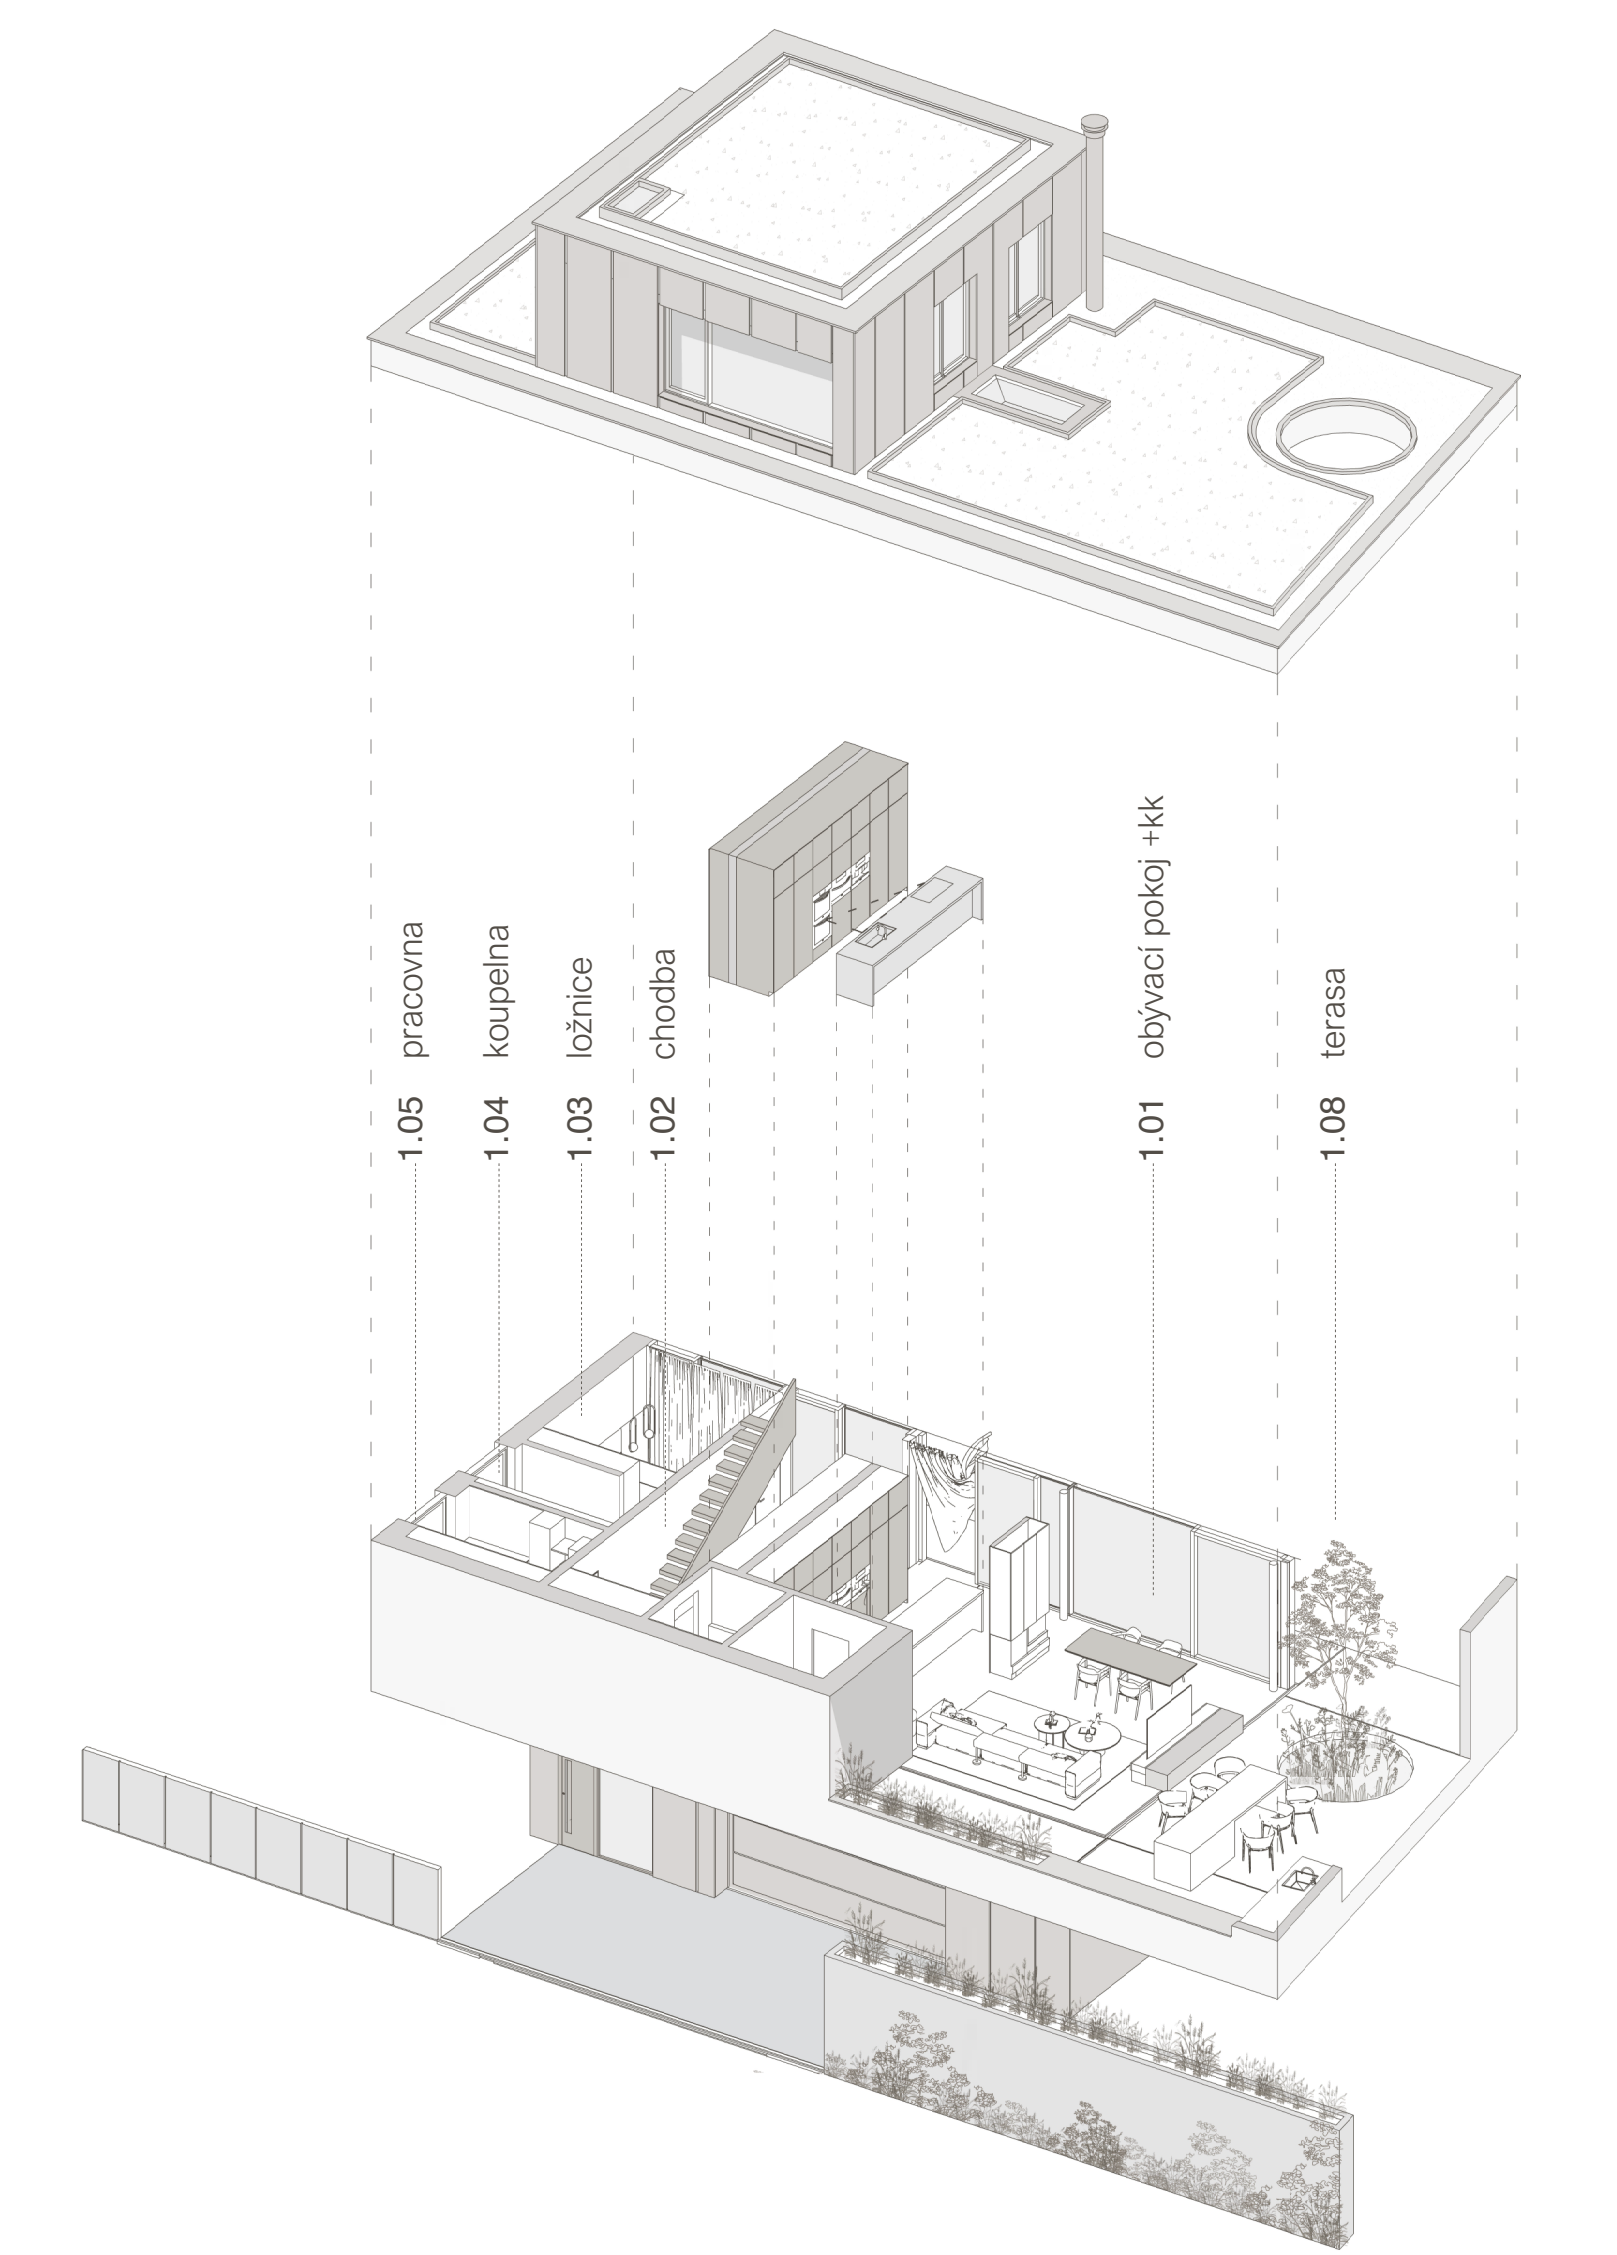 1.05 pracovna
1.04 koupelna
1.03 ložnice
1.02 chodba
1.01 obývací pokoj +kk
1.08 terasa